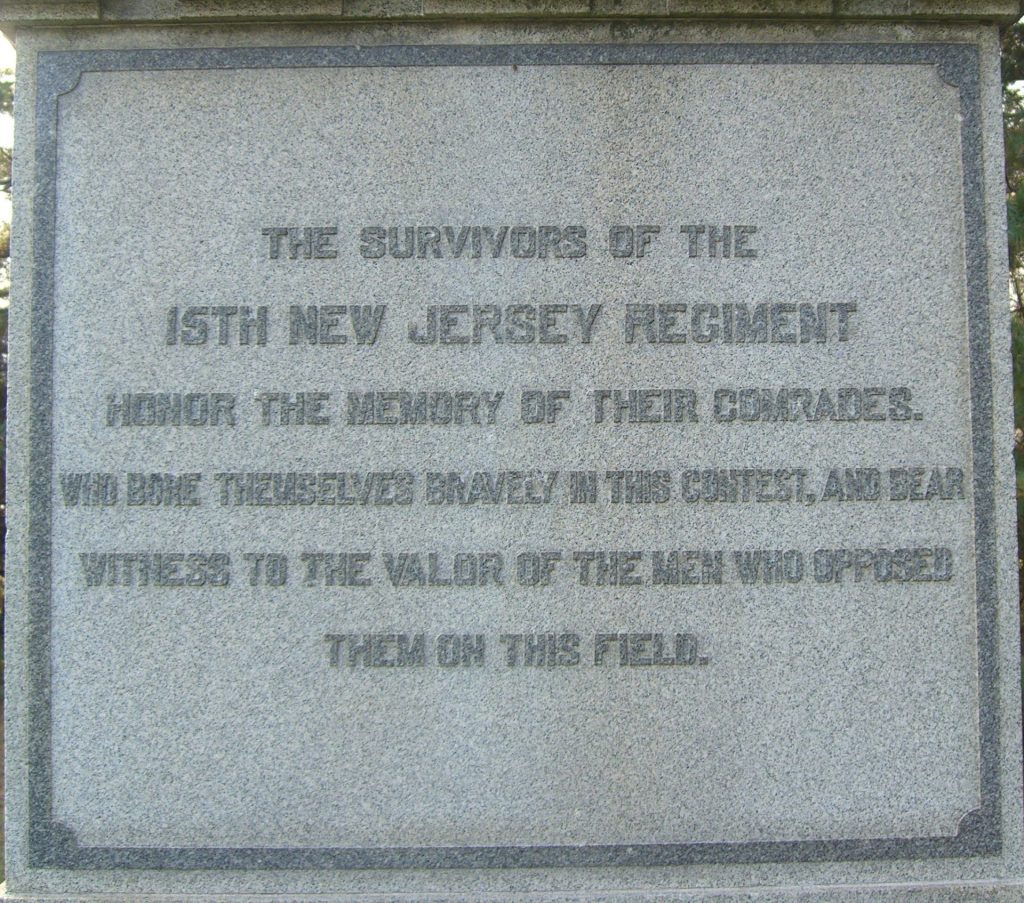 THE SURVIVORS OF THE
15TH NEW JERSEY REGIMENT
HONOR THE MEMORY OF THEIR COMRADES.
WHO BORE THEMSELVES BRAVELY IN THIS CONTEST, AND BEAR
WITNESS TO THE VALOR OF THE MEN WHO OPPOSED
THEM ON THIS FIELD.